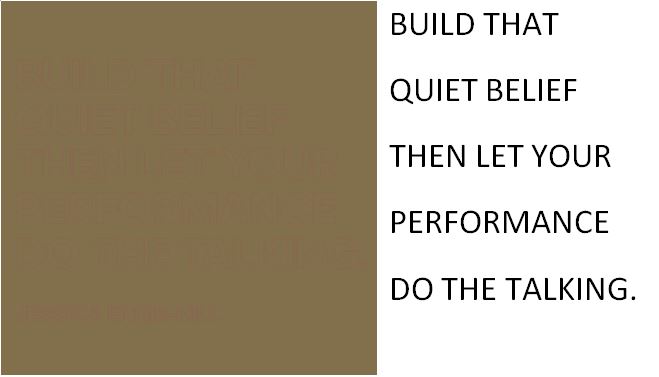 BUILD THAT
QUIET BELIEF
THEN LET YOUR
PERFORMANCE
DO THE TALKING.
BUILD THAT
QUIET BELIEF
THEN LET YOUR
PERFORMANCE
DO THE TALKING.